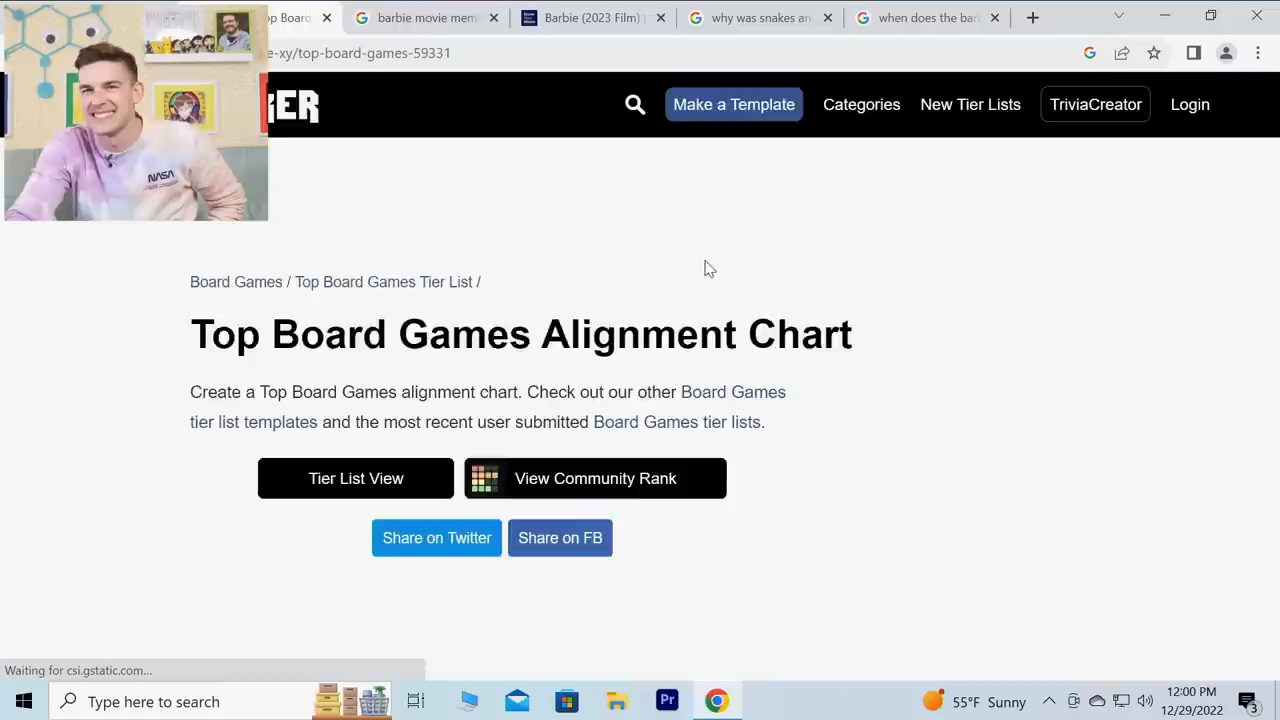 op Board
barbie movie mem
Barbie (2023 Film) |
why was snakes an
when does the bar
e-xy/top-board-games-59331
KER
Make a Template
Categories
New Tier Lists
TriviaCreator
Login
NASA
Board Games / Top Board Games Tier List /
Top Board Games Alignment Chart
Create a Top Board Games alignment chart. Check out our other Board Games
tier list templates and the most recent user submitted Board Games tier lists.
Tier List View
View Community Rank
Share on Twitter
Share on FB
Waiting for csi.gstatic.com...
Type here to search
Pr
55°F Sunny
12:00 PM
12/29/2022
3